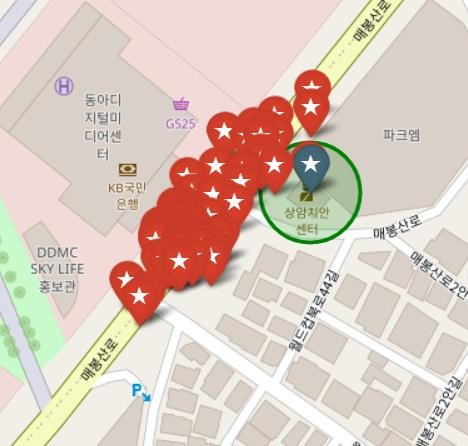 매봉산로
H
동아디
지털미
디어센
터
GS25
파크엠
KB국민
은행
상암치안
센터
매봉산로
DDMC
SKY LIFE
홍보관
매봉산로2안
월드컵북로44길
매봉산로
P
매봉산로2안길